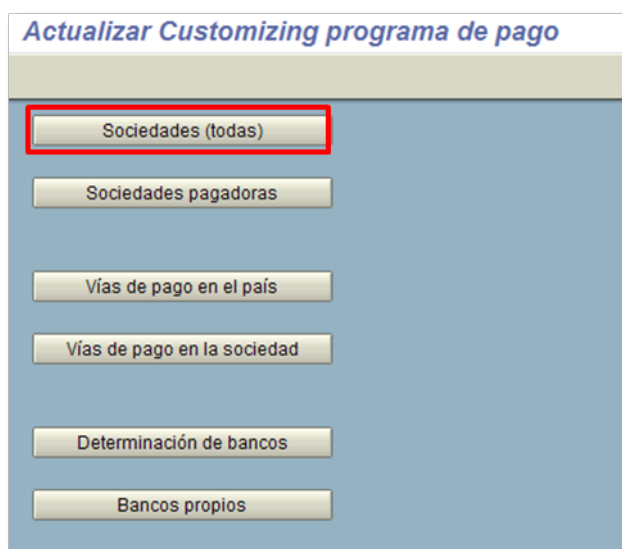 Actualizar Customizing programa de pago
Sociedades (todas)
Sociedades pagadoras
Vías de pago en el país
Vías de pago en la sociedad
Determinación de bancos
Bancos propios